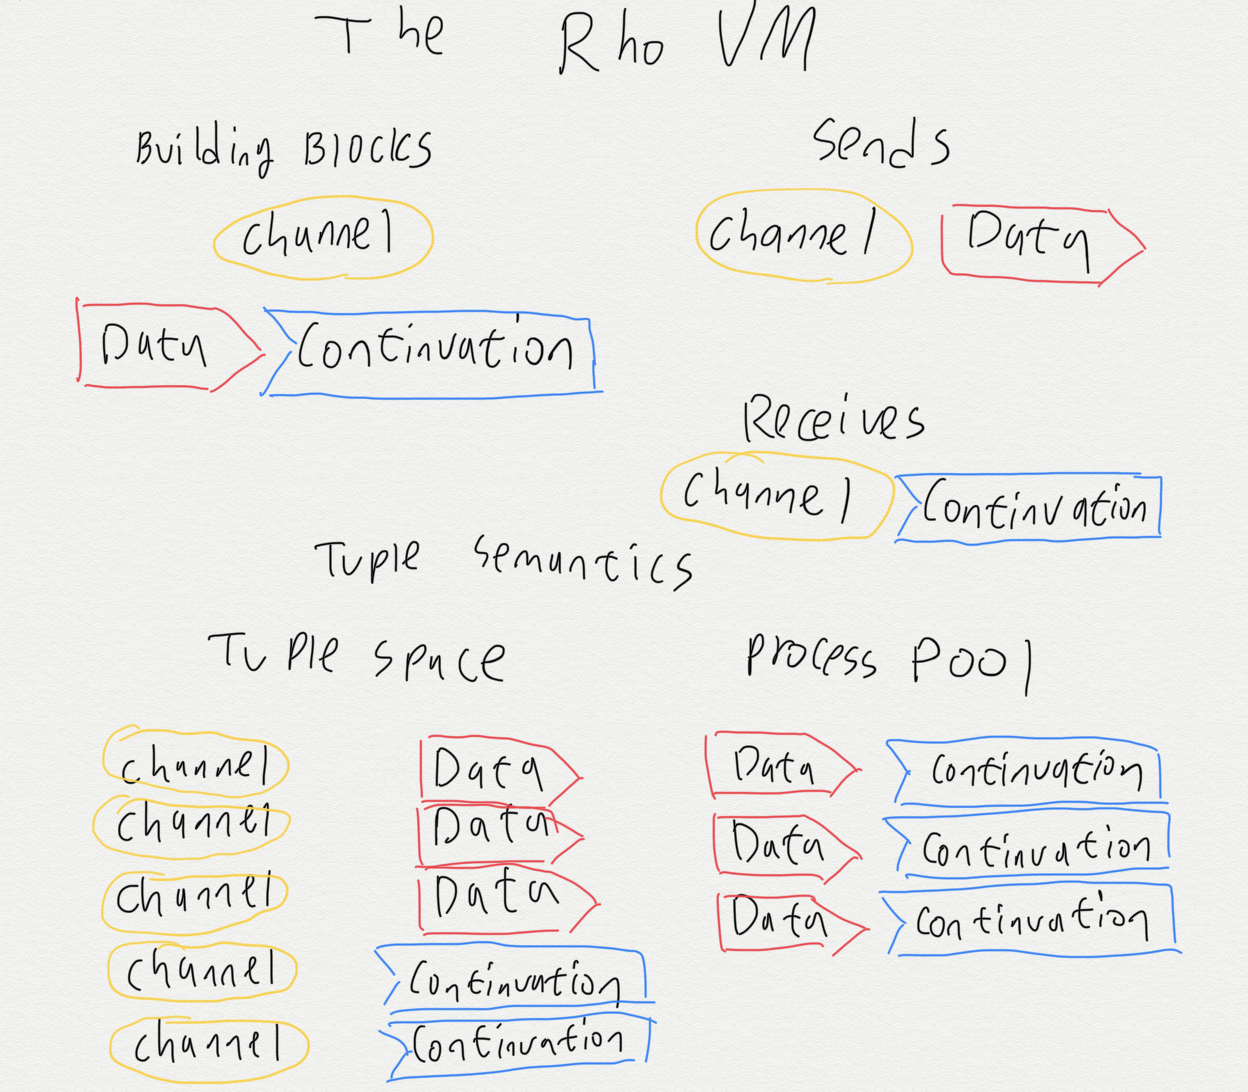 The Rho VM
Building Blocks
Channel
Data Continuation
Sends
Channel Data
Receives
Channel Continuation
Tuple Semantics
Tuple Space
Channel Data
Channel Data
Channel Data
Channel Continuation
Channel Continuation
Process Pool
Data Continuation
Data Continuation
Data Continuation